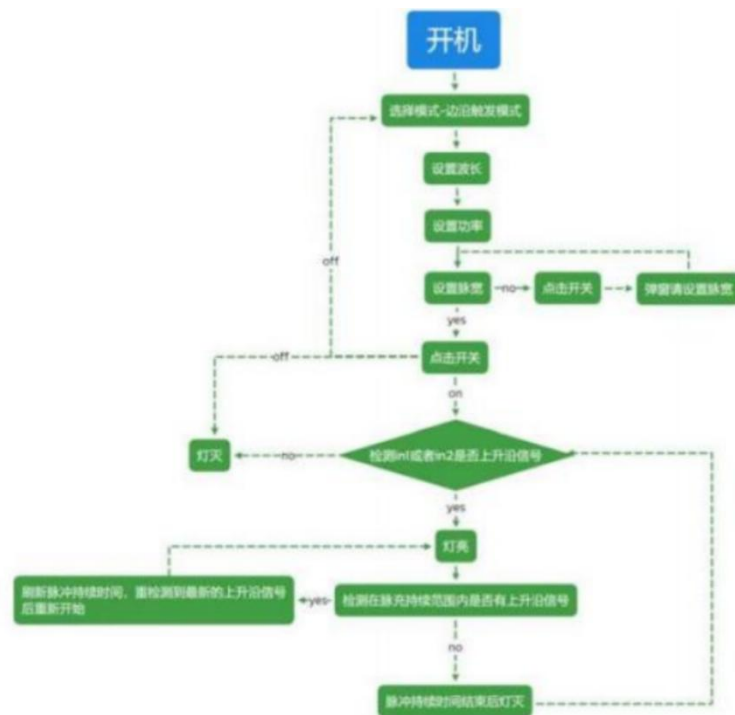 开机
选择模式-边沿触发模式
设置波长
设置功率
off
设置脉宽
no
点击开关
弹窗请设置脉宽
yes
off
点击开关
on
灯灭
no
检测in1或者in2是否上升沿信号
yes
灯亮
刷新脉冲持续时间，重检测到最新的上升沿信号
后重新开始
yes
检测在脉充持续范围内是否有上升沿信号
no
脉冲持续时间结束后灯灭